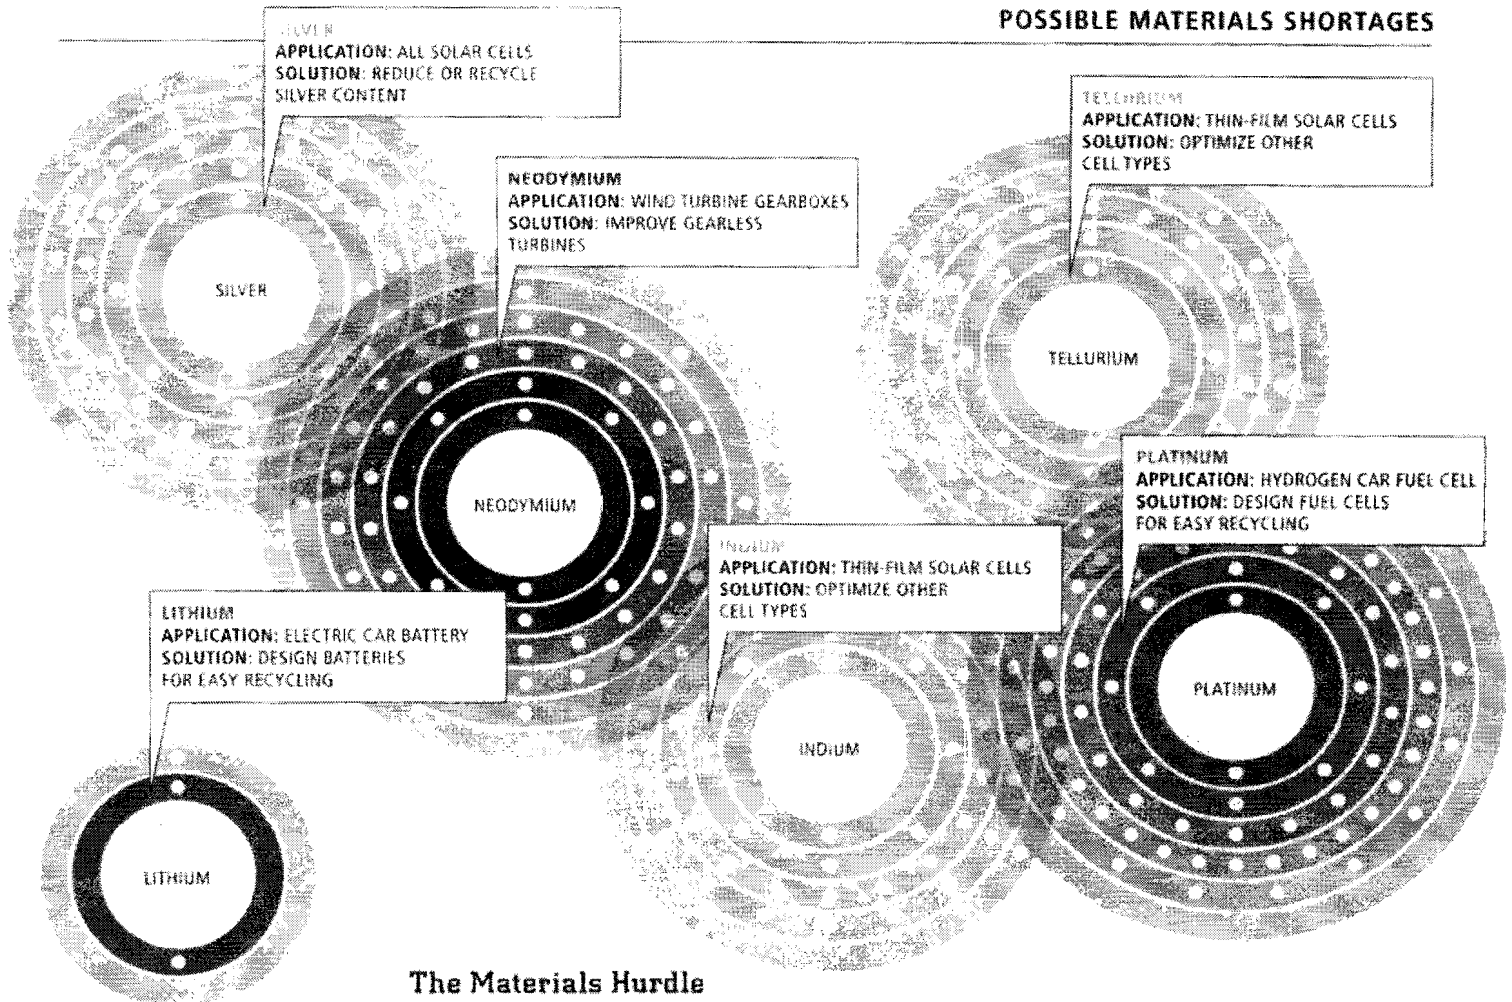 POSSIBLE MATERIALS SHORTAGES
SILVER
APPLICATION: ALL SOLAR CELLS
SOLUTION: REDUCE OR RECYCLE
SILVER CONTENT
TELLURIUM
APPLICATION: THIN-FILM SOLAR CELLS
SOLUTION: OPTIMIZE OTHER
CELL TYPES
NEODYMIUM
APPLICATION: WIND TURBINE GEARBOXES
SOLUTION: IMPROVE GEARLESS
TURBINES
SILVER
TELLURIUM
PLATINUM
APPLICATION: HYDROGEN CAR FUEL CELL
SOLUTION: DESIGN FUEL CELLS
FOR EASY RECYCLING
NEODYMIUM
INDIUM
APPLICATION: THIN-FILM SOLAR CELLS
SOLUTION: OPTIMIZE OTHER
CELL TYPES
LITHIUM
APPLICATION: ELECTRIC CAR BATTERY
SOLUTION: DESIGN BATTERIES
FOR EASY RECYCLING
PLATINUM
INDIUM
LITHIUM
The Materials Hurdle